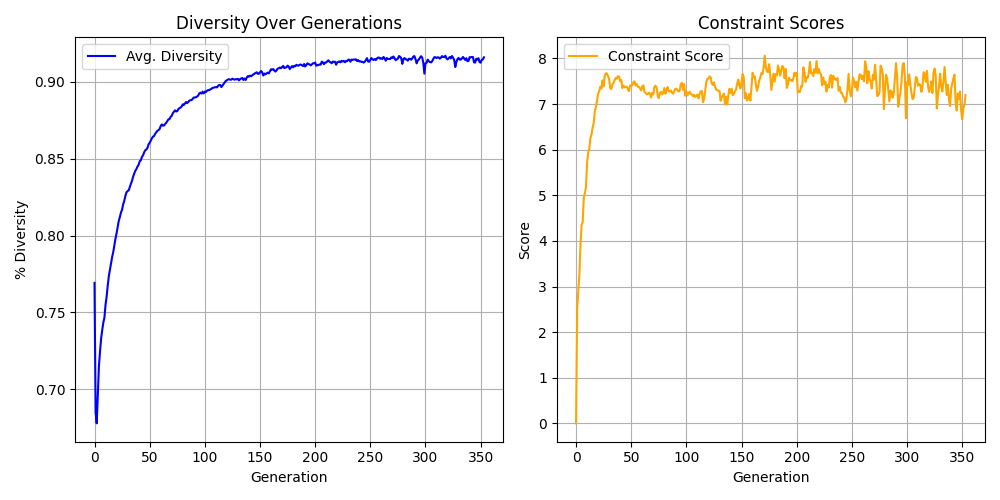 Diversity Over Generations
Avg. Diversity
% Diversity
0.90
0.85
0.80
0.75
0.70
0 50 100 150 200 250 300 350
Generation
Constraint Scores
Constraint Score
Score
8
7
6
5
4
3
2
1
0
0 50 100 150 200 250 300 350
Generation